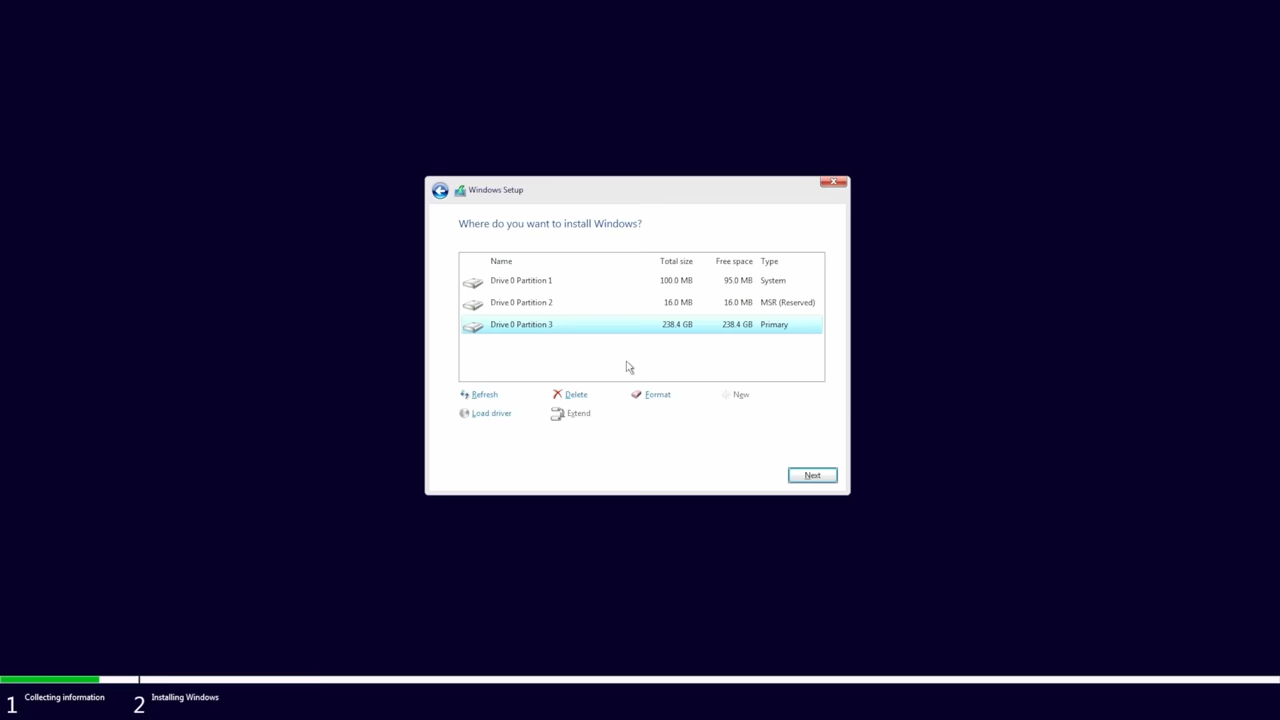 Windows Setup
Where do you want to install Windows?
Name Total size Free space Type
Drive 0 Partition 1 100.0 MB 95.0 MB System
Drive 0 Partition 2 16.0 MB 16.0 MB MSR (Reserved)
Drive 0 Partition 3 238.4 GB 238.4 GB Primary
Refresh Delete Format New
Load driver Extend
Next
1 Collecting information 2 Installing Windows